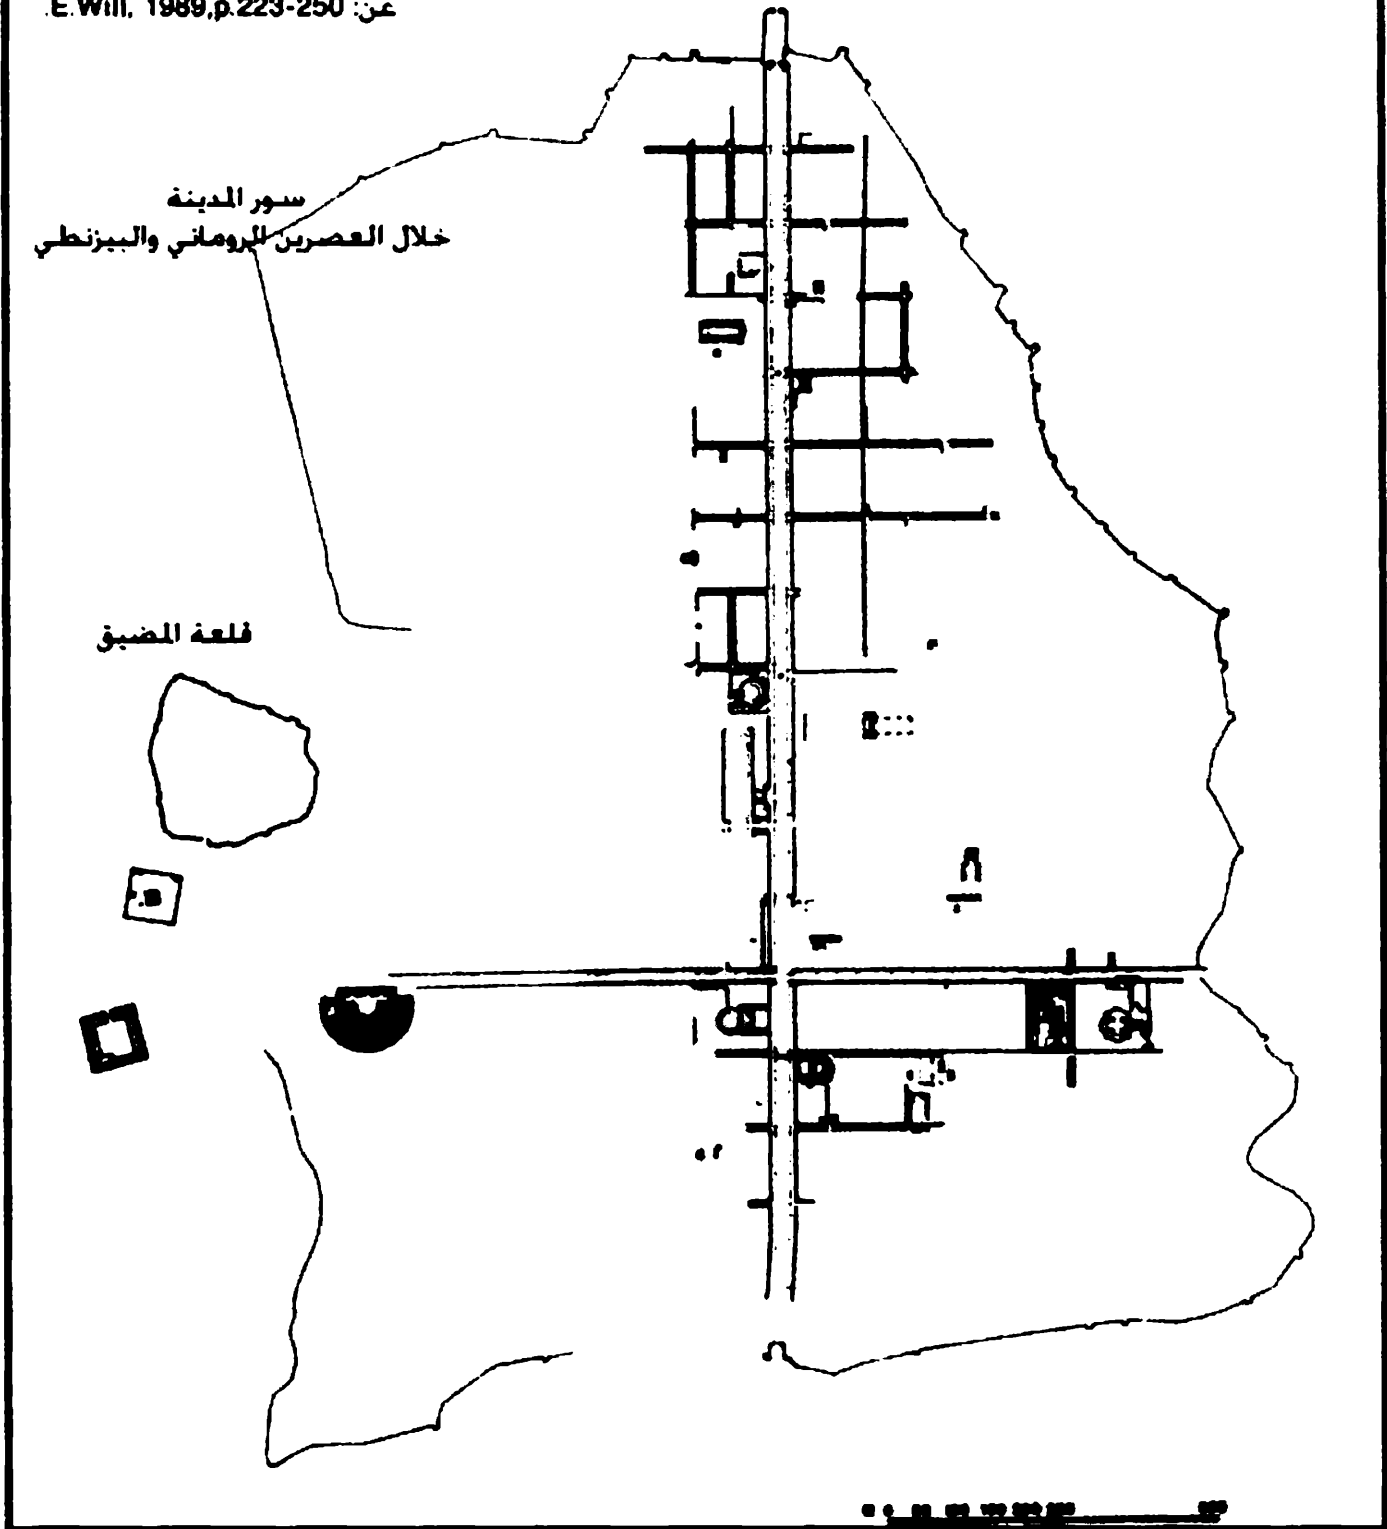 عن: E.Will, 1989,p.223-250.
سور المدينة
خلال العصرين الروماني والبيزنطي
قلعة المضيق